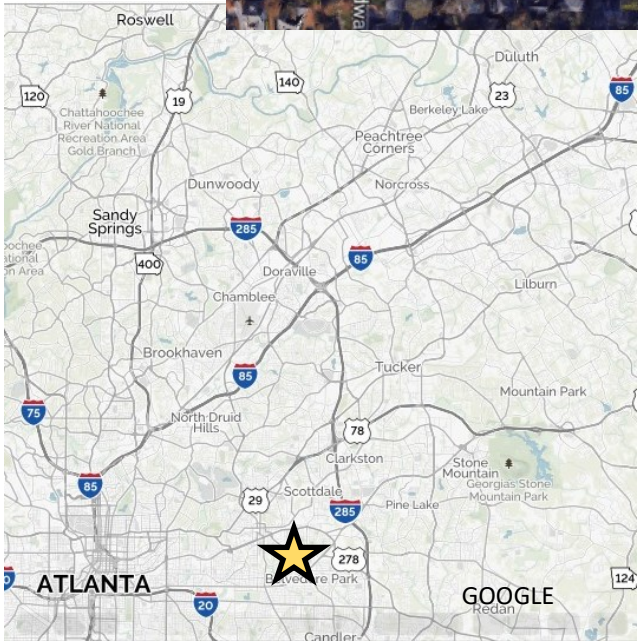 Roswell
dwa
140
Duluth
120
19
23
85
Chattahoochee
River National
Recreation Area
Gold Branch
Berkeley Lake
Peachtree
Corners
Dunwoody
Norcross
Sandy
Springs
285
85
400
Doraville
Lilburn
Chamblee
Brookhaven
85
Tucker
75
Mountain Park
North Druid
Hills
78
Clarkston
Stone
Mountain
85
Georgias Stone
Mountain Park
29
Scottdale
285
Pine Lake
278
Belvedere Park
ATLANTA
20
GOOGLE
124
Redan
Candler-